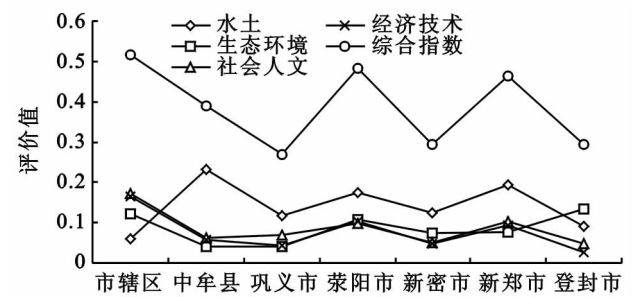 水土
经济技术
生态环境
综合指数
社会人文
评价值
0.6
0.5
0.4
0.3
0.2
0.1
0
市辖区 中牟县 巩义市 荥阳市 新密市 新郑市 登封市